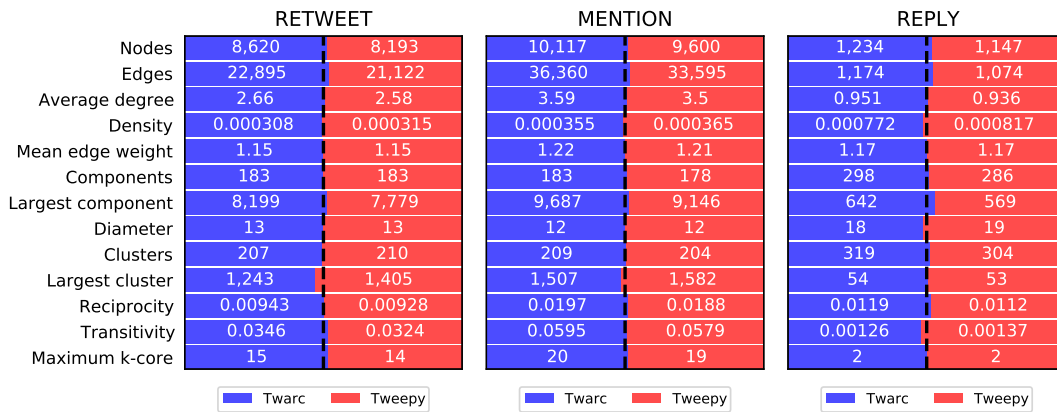 RETWEET MENTION REPLY
Nodes 8,620 8,193 10,117 9,600 1,234 1,147
Edges 22,895 21,122 36,360 33,595 1,174 1,074
Average degree 2.66 2.58 3.59 3.5 0.951 0.936
Density 0.000308 0.000315 0.000355 0.000365 0.000772 0.000817
Mean edge weight 1.15 1.15 1.22 1.21 1.17 1.17
Components 183 183 183 178 298 286
Largest component 8,199 7,779 9,687 9,146 642 569
Diameter 13 13 12 12 18 19
Clusters 207 210 209 204 319 304
Largest cluster 1,243 1,405 1,507 1,582 54 53
Reciprocity 0.00943 0.00928 0.0197 0.0188 0.0119 0.0112
Transitivity 0.0346 0.0324 0.0595 0.0579 0.00126 0.00137
Maximum k-core 15 14 20 19 2 2
Twarc Tweepy Twarc Tweepy Twarc Tweepy